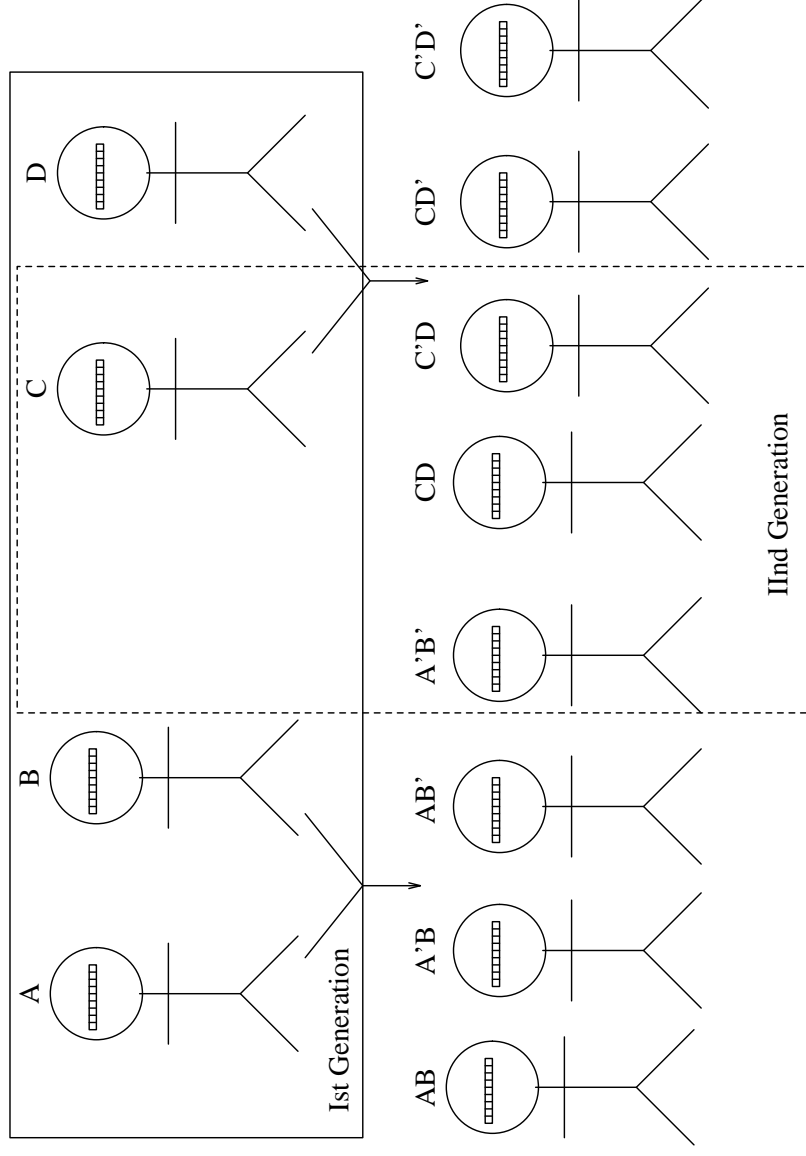 A
B
C
D
Ist Generation
AB
A’B
AB’
A’B’
CD
C’D
CD’
C’D’
IInd Generation